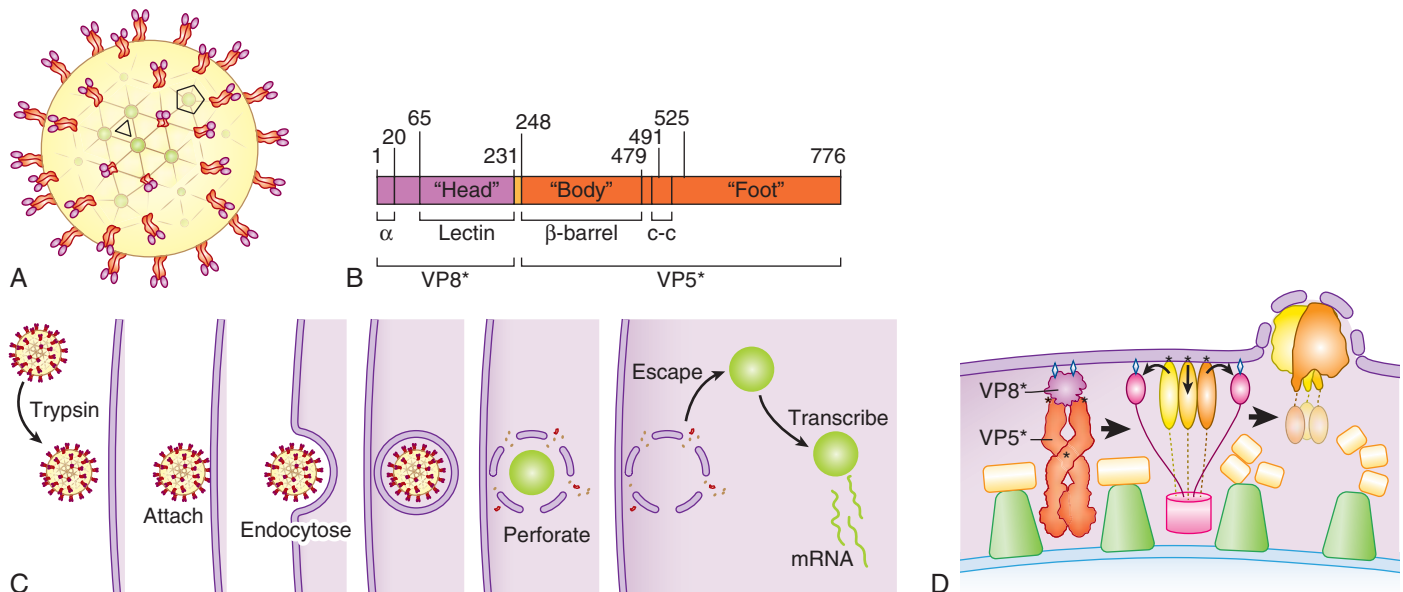 A
B
65
248
525
20
491
1
231
479
776
“Head”
“Body”
“Foot”
α
Lectin
β-barrel
c-c
VP8*
VP5*
C
Trypsin
Attach
Endocytose
Perforate
Escape
Transcribe
mRNA
D
VP8*
VP5*
*
*
*
*
*
*